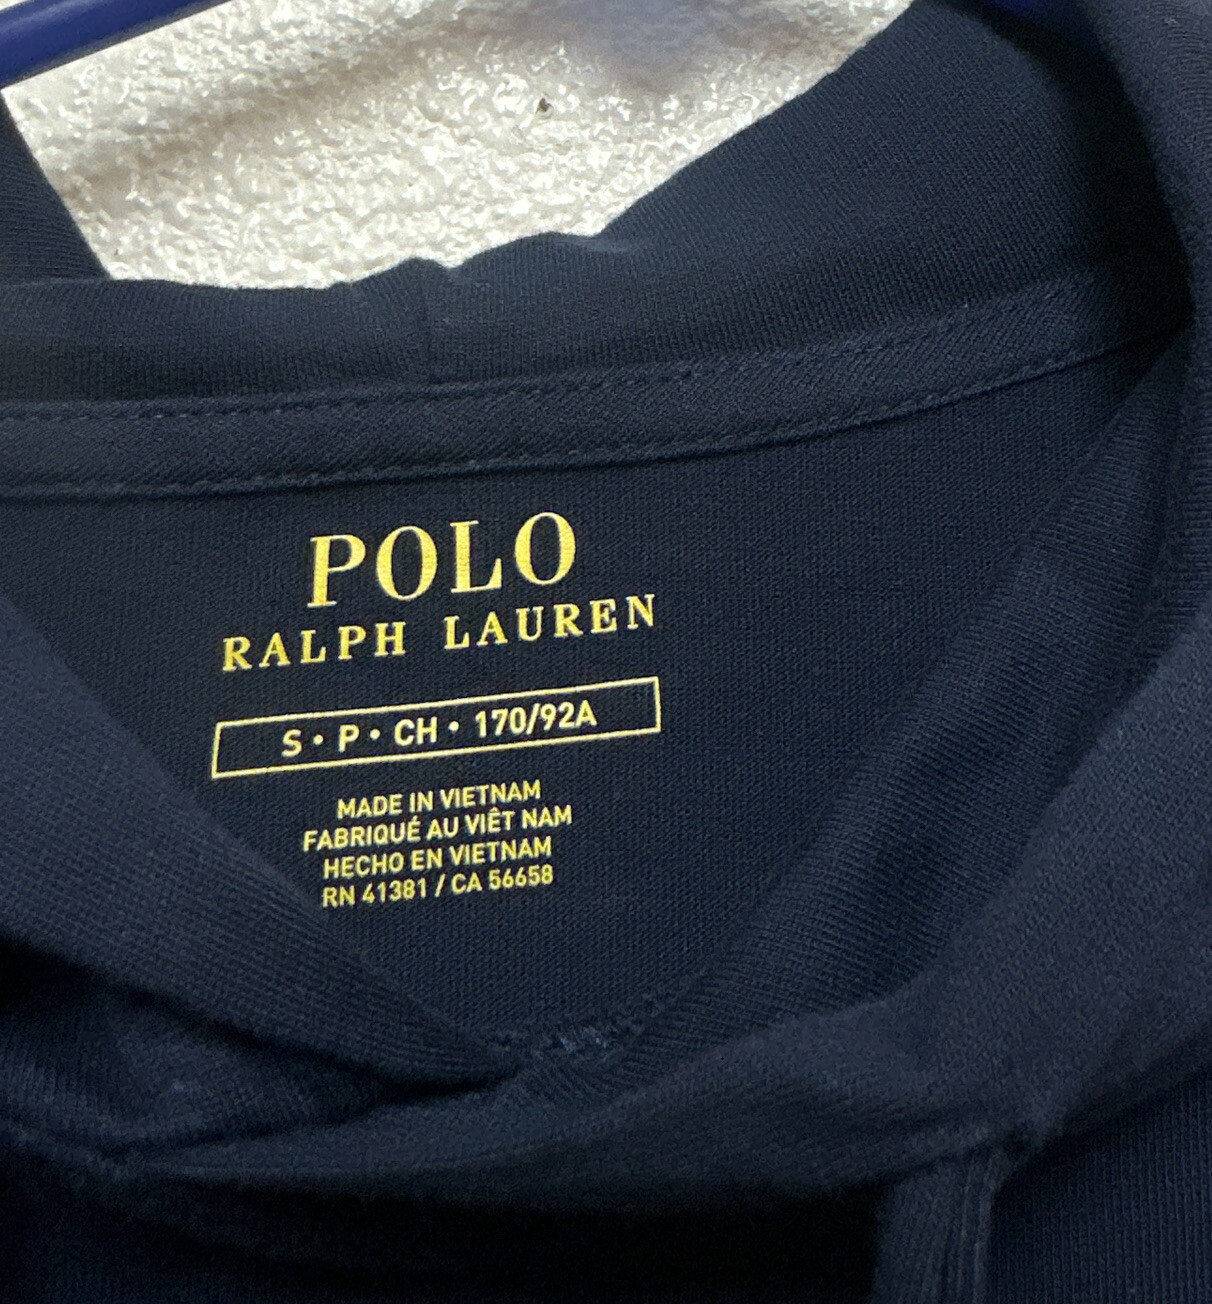 POLO
RALPH LAUREN
S • P • CH • 170/92A
MADE IN VIETNAM
FABRIQUÉ AU VIÊT NAM
HECHO EN VIETNAM
RN 41381 / CA 56658